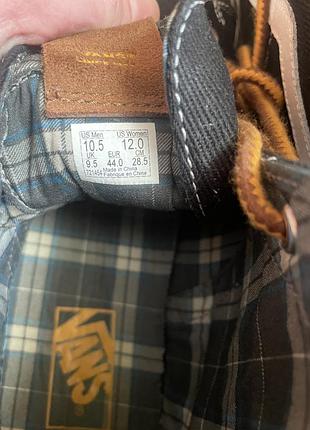 VANS
US Men US Women
10.5 12.0
UK EUR CM
9.5 44.0 28.5
Made in China
Fabriqué en Chine
VANS